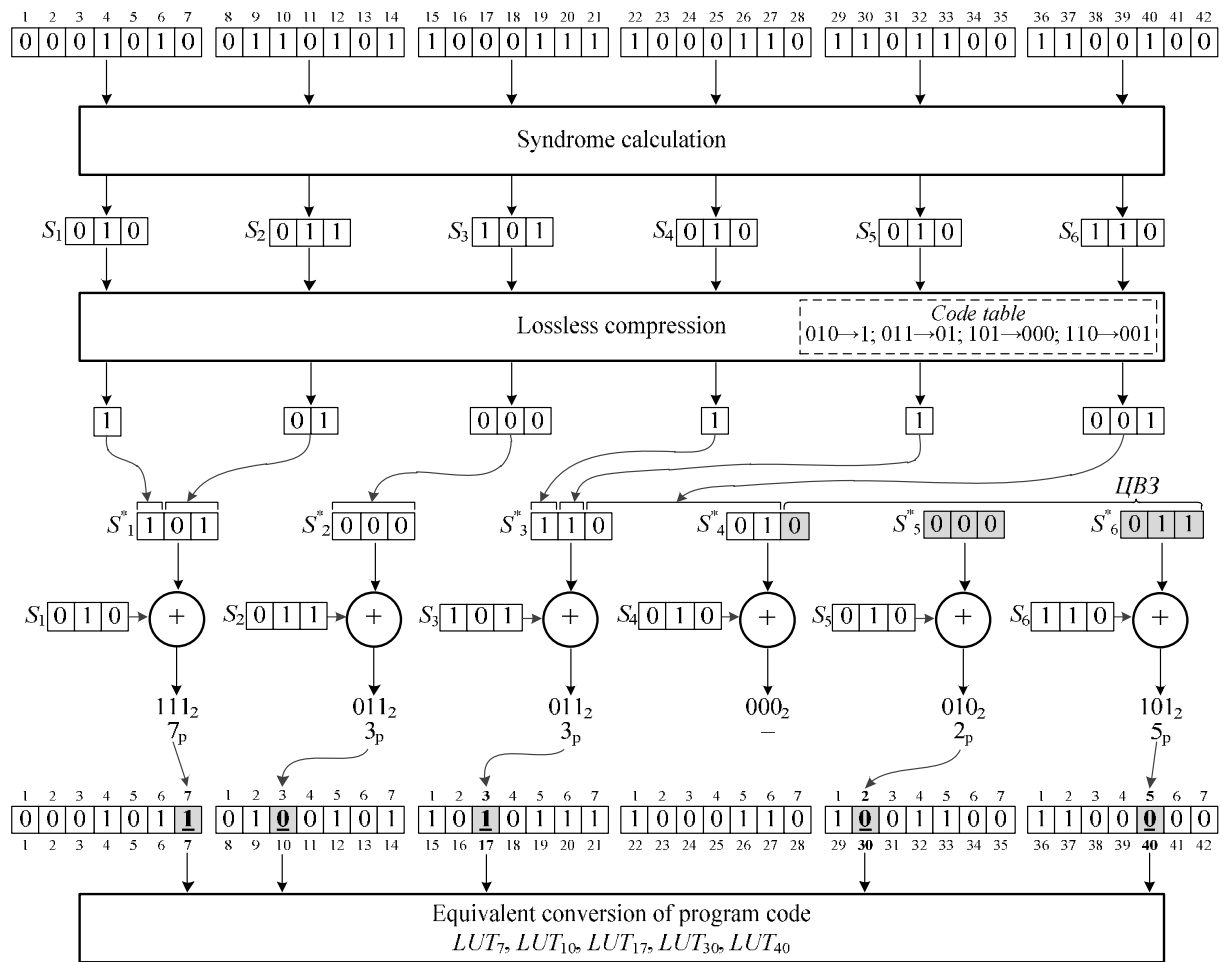 1 2 3 4 5 6 7 8 9 10 11 12 13 14 15 16 17 18 19 20 21 22 23 24 25 26 27 28 29 30 31 32 33 34 35 36 37 38 39 40 41 42
0 0 0 1 0 1 0 0 1 1 0 1 0 1 1 0 0 0 1 1 1 1 0 0 0 1 1 0 1 1 0 1 1 0 0 1 1 0 0 1 0 0
Syndrome calculation
S1 0 1 0 S2 0 1 1 S3 1 0 1 S4 0 1 0 S5 0 1 0 S6 1 1 0
Code table
Lossless compression
010→1; 011→01; 101→000; 110→001
1 0 1 0 0 0 1 1 0 0 1
ЦВЗ
S*1 1 0 1 S*2 0 0 0 S*3 1 1 0 S*4 0 1 0 S*5 0 0 0 S*6 0 1 1
S1 0 1 0 + S2 0 1 1 + S3 1 0 1 + S4 0 1 0 + S5 0 1 0 + S6 1 1 0 +
111₂ 011₂ 011₂ 000₂ 010₂ 101₂
7p 3p 3p – 2p 5p
1 2 3 4 5 6 7 1 2 3 4 5 6 7 1 2 3 4 5 6 7 1 2 3 4 5 6 7 1 2 3 4 5 6 7 1 2 3 4 5 6 7
0 0 0 1 0 1 1 0 1 0 0 1 0 1 1 0 1 0 1 1 1 1 0 0 0 1 1 0 1 0 0 1 1 0 0 1 1 0 0 0 0 0
1 2 3 4 5 6 7 8 9 10 11 12 13 14 15 16 17 18 19 20 21 22 23 24 25 26 27 28 29 30 31 32 33 34 35 36 37 38 39 40 41 42
Equivalent conversion of program code
LUT7, LUT10, LUT17, LUT30, LUT40